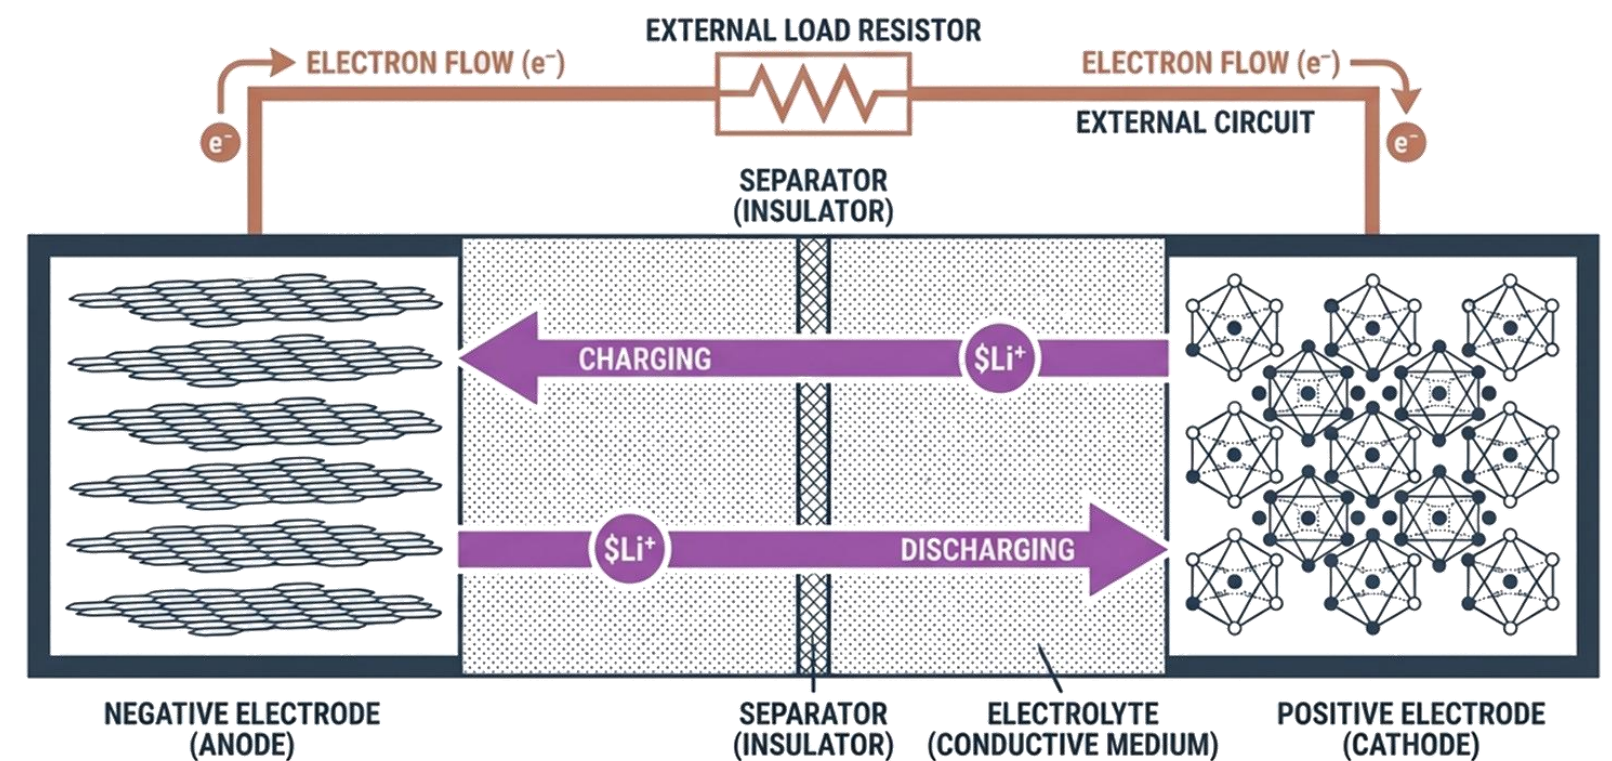 EXTERNAL LOAD RESISTOR
ELECTRON FLOW (e⁻)
ELECTRON FLOW (e⁻)
e⁻
EXTERNAL CIRCUIT
e⁻
SEPARATOR
(INSULATOR)
CHARGING
$Li⁺
$Li⁺
DISCHARGING
NEGATIVE ELECTRODE
(ANODE)
SEPARATOR
(INSULATOR)
ELECTROLYTE
(CONDUCTIVE MEDIUM)
POSITIVE ELECTRODE
(CATHODE)